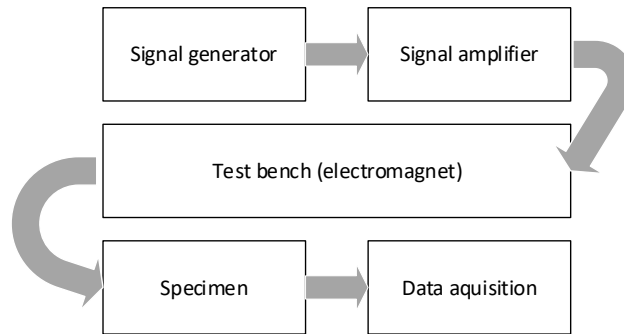 Signal generator
Signal amplifier
Test bench (electromagnet)
Specimen
Data aquisition